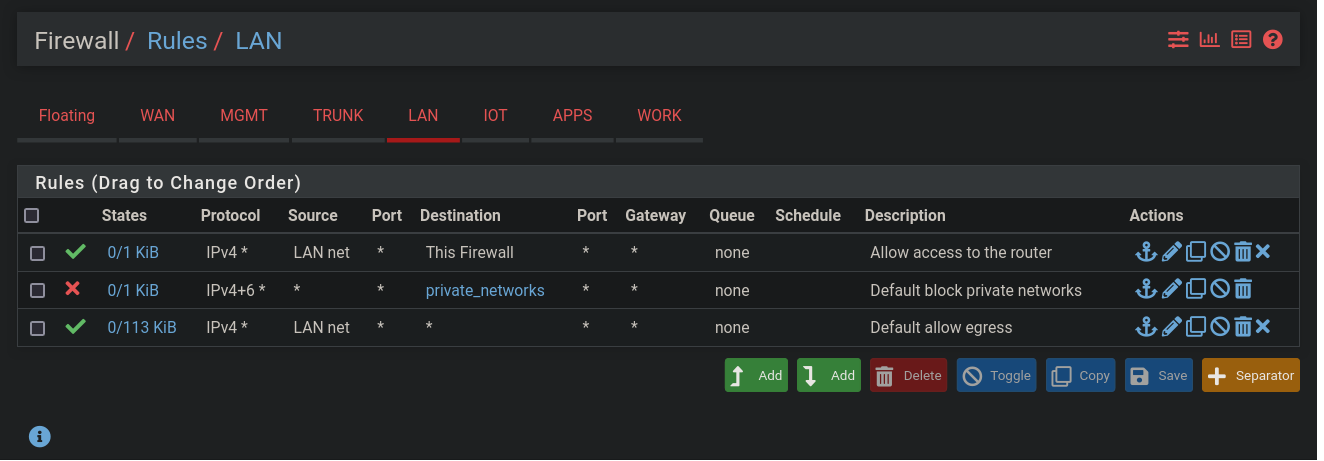 Firewall / Rules / LAN
Floating WAN MGMT TRUNK LAN IOT APPS WORK
Rules (Drag to Change Order)
States Protocol Source Port Destination Port Gateway Queue Schedule Description Actions
0/1 KiB IPv4 * LAN net * This Firewall * * none Allow access to the router
0/1 KiB IPv4+6 * * * private_networks * * none Default block private networks
0/113 KiB IPv4 * LAN net * * * * none Default allow egress
Add Add Delete Toggle Copy Save Separator